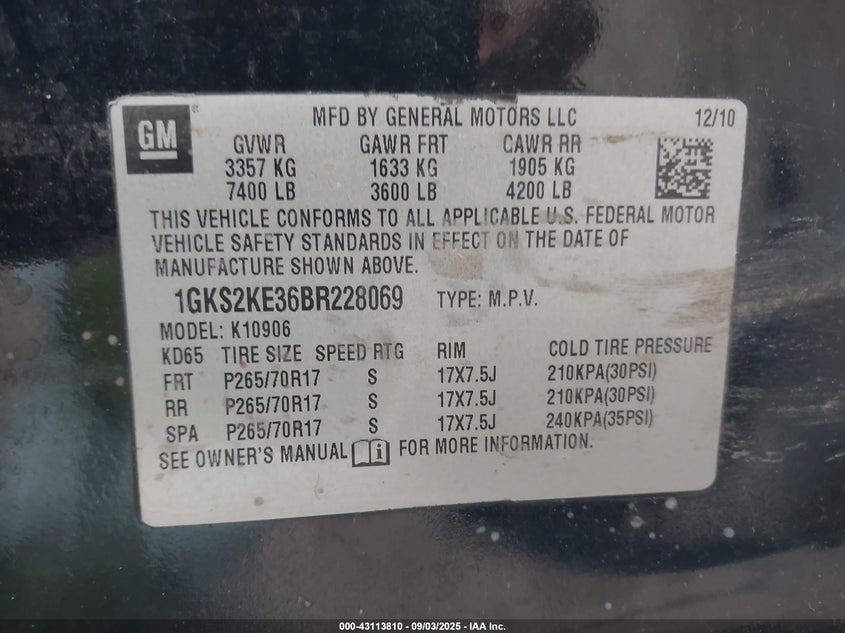 GM
MFD BY GENERAL MOTORS LLC 12/10
GVWR GAWR FRT CAWR RR
3357 KG 1633 KG 1905 KG
7400 LB 3600 LB 4200 LB
THIS VEHICLE CONFORMS TO ALL APPLICABLE U.S. FEDERAL MOTOR
VEHICLE SAFETY STANDARDS IN EFFECT ON THE DATE OF
MANUFACTURE SHOWN ABOVE.
1GKS2KE36BR228069 TYPE: M.P.V.
MODEL: K10906
KD65 TIRE SIZE SPEED RTG RIM COLD TIRE PRESSURE
FRT P265/70R17 S 17X7.5J 210KPA(30PSI)
RR P265/70R17 S 17X7.5J 210KPA(30PSI)
SPA P265/70R17 S 17X7.5J 240KPA(35PSI)
SEE OWNER'S MANUAL FOR MORE INFORMATION.
000-43113810 - 09/03/2025 - IAA Inc.